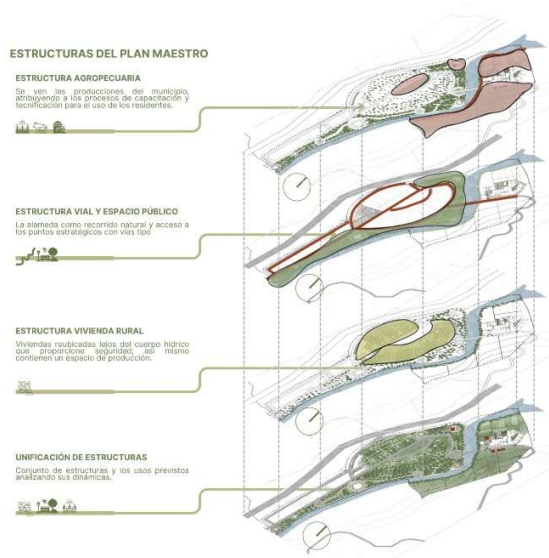 ESTRUCTURAS DEL PLAN MAESTRO
ESTRUCTURA AGROPECUARIA
Se ven las producciones del municipio,
atribuyendo a los procesos de capacitación y
tecnificación para el uso de los residentes.
ESTRUCTURA VIAL Y ESPACIO PÚBLICO
La alameda como recorrido natural y acceso a
los puntos estratégicos con vías tipo
ESTRUCTURA VIVIENDA RURAL
Viviendas reubicadas lejos del cuerpo hídrico
que proporcione seguridad, así mismo
contienen un espacio de producción.
UNIFICACIÓN DE ESTRUCTURAS
Conjunto de estructuras y los usos previstos
analizando sus dinámicas.